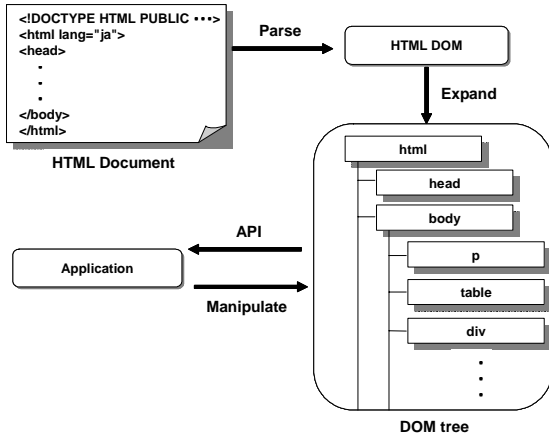 <!DOCTYPE HTML PUBLIC •••>
<html lang="ja">
<head>
・
・
・
</body>
</html>
HTML Document
Parse
HTML DOM
Expand
html
head
body
p
table
div
・
・
・
DOM tree
API
Application
Manipulate